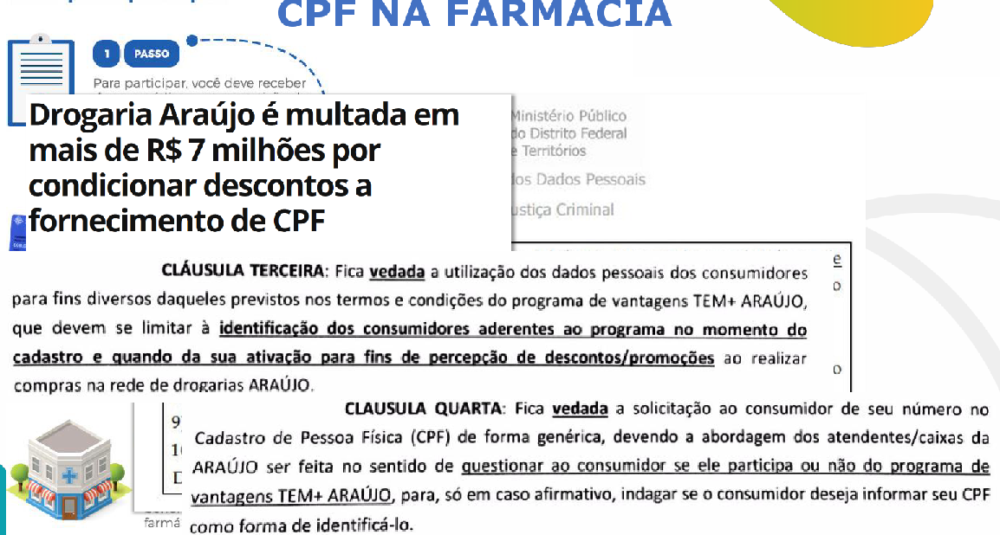 CPF NA FARMÁCIA
1 PASSO
Para participar, você deve receber
Drogaria Araújo é multada em
mais de R$ 7 milhões por
condicionar descontos a
fornecimento de CPF
Ministério Público
do Distrito Federal
e Territórios
dos Dados Pessoais
ustiça Criminal
e
o
CLÁUSULA TERCEIRA: Fica vedada a utilização dos dados pessoais dos consumidores
para fins diversos daqueles previstos nos termos e condições do programa de vantagens TEM+ ARAÚJO,
que devem se limitar à identificação dos consumidores aderentes ao programa no momento do
cadastro e quando da sua ativação para fins de percepção de descontos/promoções ao realizar
o
compras na rede de drogarias ARAÚJO.
CLAUSULA QUARTA: Fica vedada a solicitação ao consumidor de seu número no
9
Cadastro de Pessoa Física (CPF) de forma genérica, devendo a abordagem dos atendentes/caixas da
1
ARAÚJO ser feita no sentido de questionar ao consumidor se ele participa ou não do programa de
vantagens TEM+ ARAÚJO, para, só em caso afirmativo, indagar se o consumidor deseja informar seu CPF
farmá
como forma de identificá-lo.